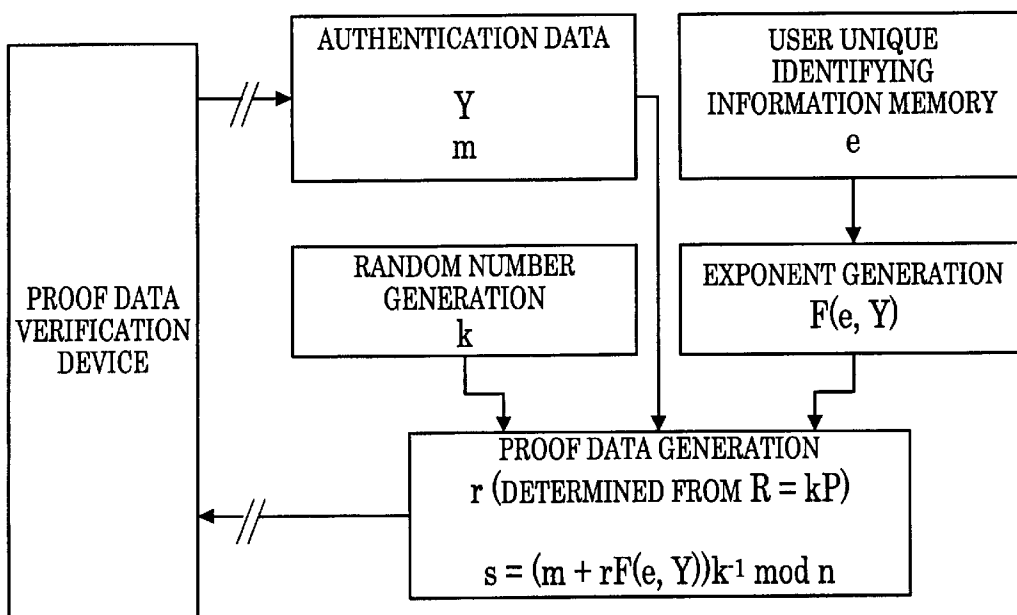 PROOF DATA
VERIFICATION
DEVICE
AUTHENTICATION DATA
Y
m
USER UNIQUE
IDENTIFYING
INFORMATION MEMORY
e
RANDOM NUMBER
GENERATION
k
EXPONENT GENERATION
F(e, Y)
PROOF DATA GENERATION
r (DETERMINED FROM R = kP)
s = (m + rF(e, Y))k⁻¹ mod n